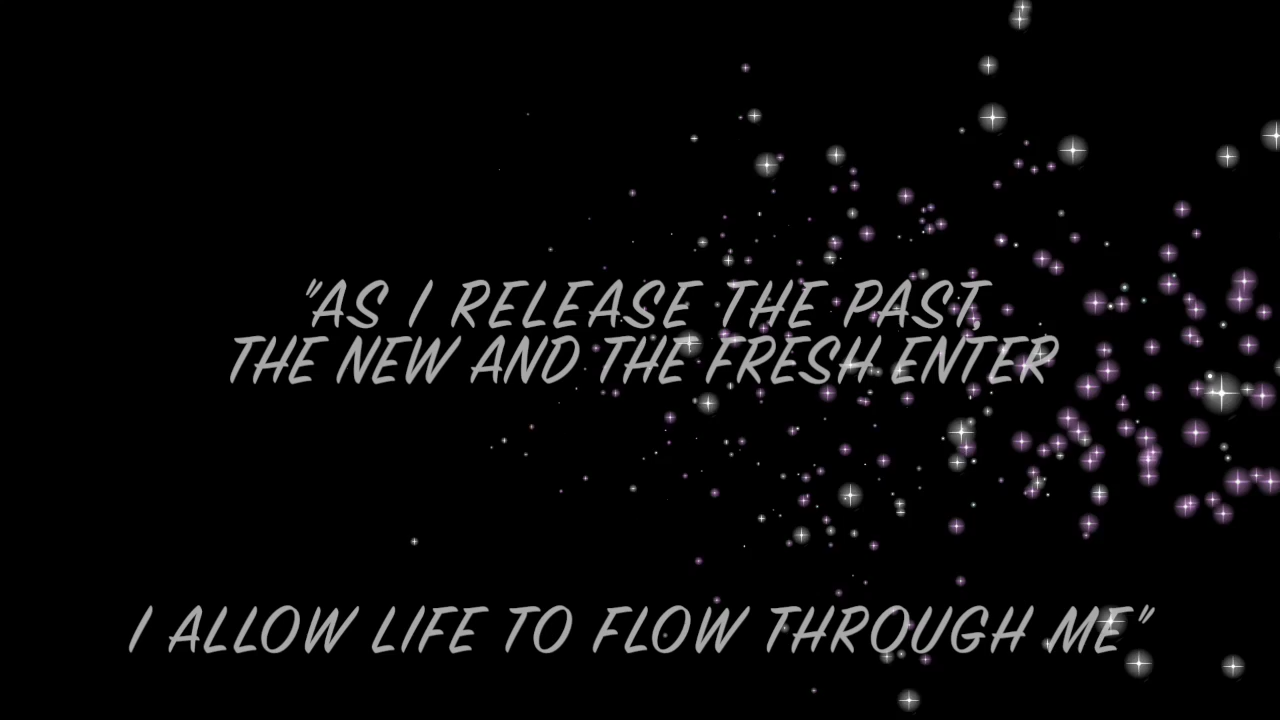 "AS I RELEASE THE PAST,
THE NEW AND THE FRESH ENTER
I ALLOW LIFE TO FLOW THROUGH ME"